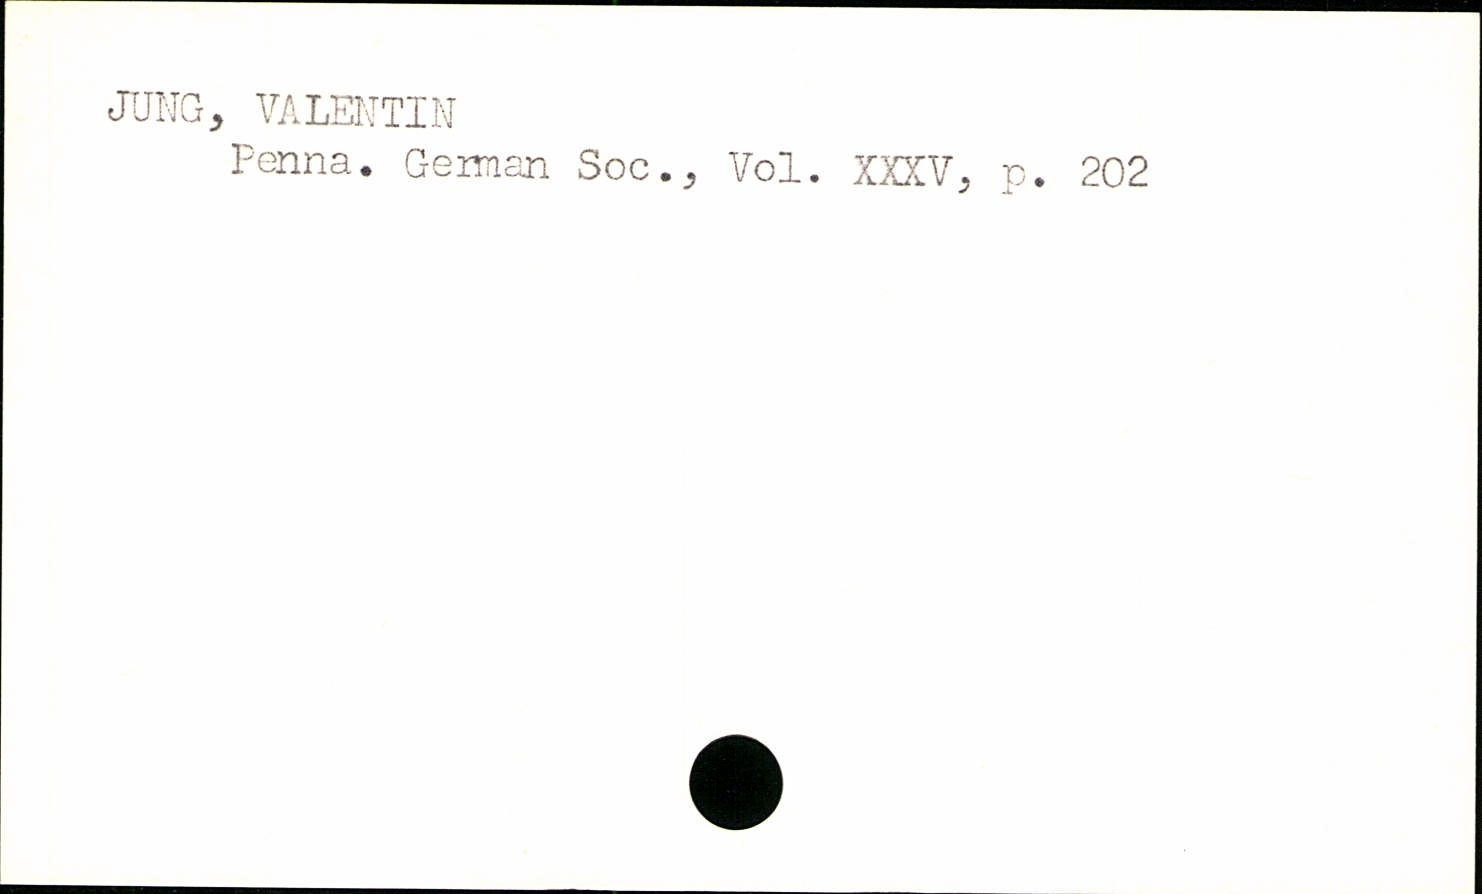 JUNG, VALENTIN
Penna. German Soc., Vol. XXXV, p. 202